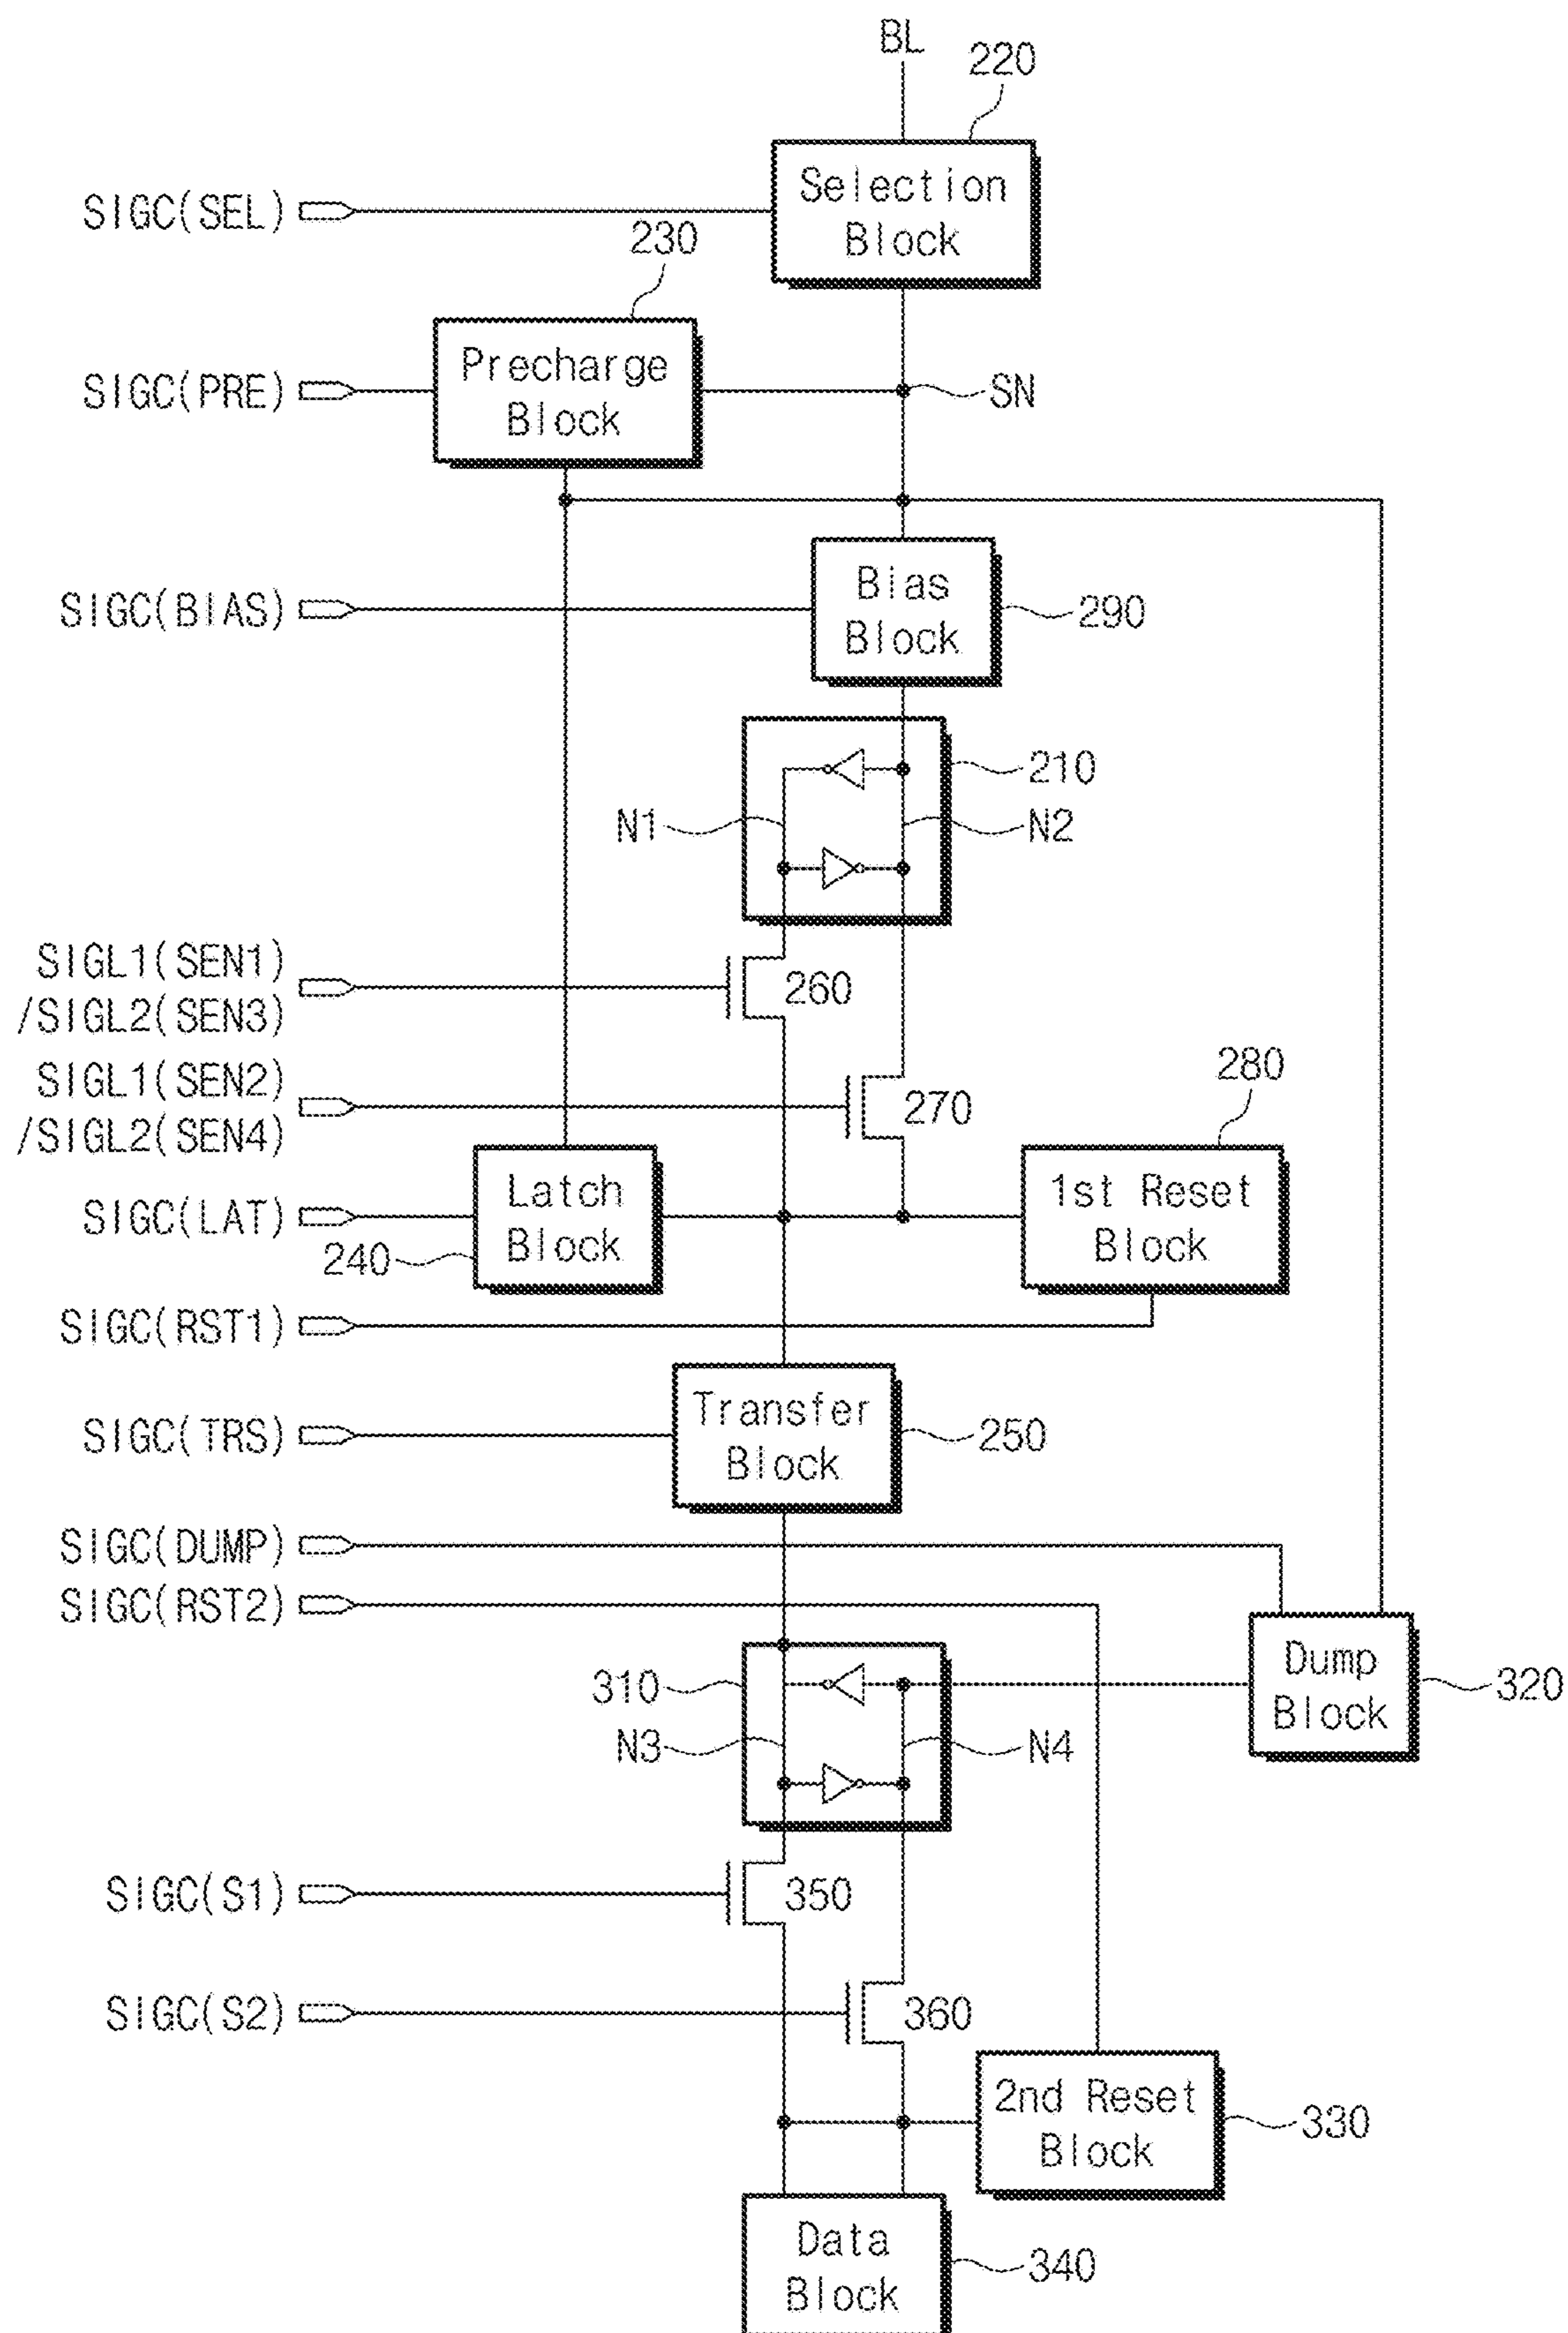 BL
220
Selection
Block
SIGC(SEL)
230
Precharge
Block
SIGC(PRE)
SN
Bias
Block
SIGC(BIAS)
290
210
N1
N2
SIGL1(SEN1)
/SIGL2(SEN3)
260
SIGL1(SEN2)
/SIGL2(SEN4)
270
280
Latch
Block
1st Reset
Block
SIGC(LAT)
240
SIGC(RST1)
Transfer
Block
SIGC(TRS)
250
SIGC(DUMP)
SIGC(RST2)
Dump
Block
320
310
N3
N4
SIGC(S1)
350
SIGC(S2)
360
2nd Reset
Block
330
Data
Block
340